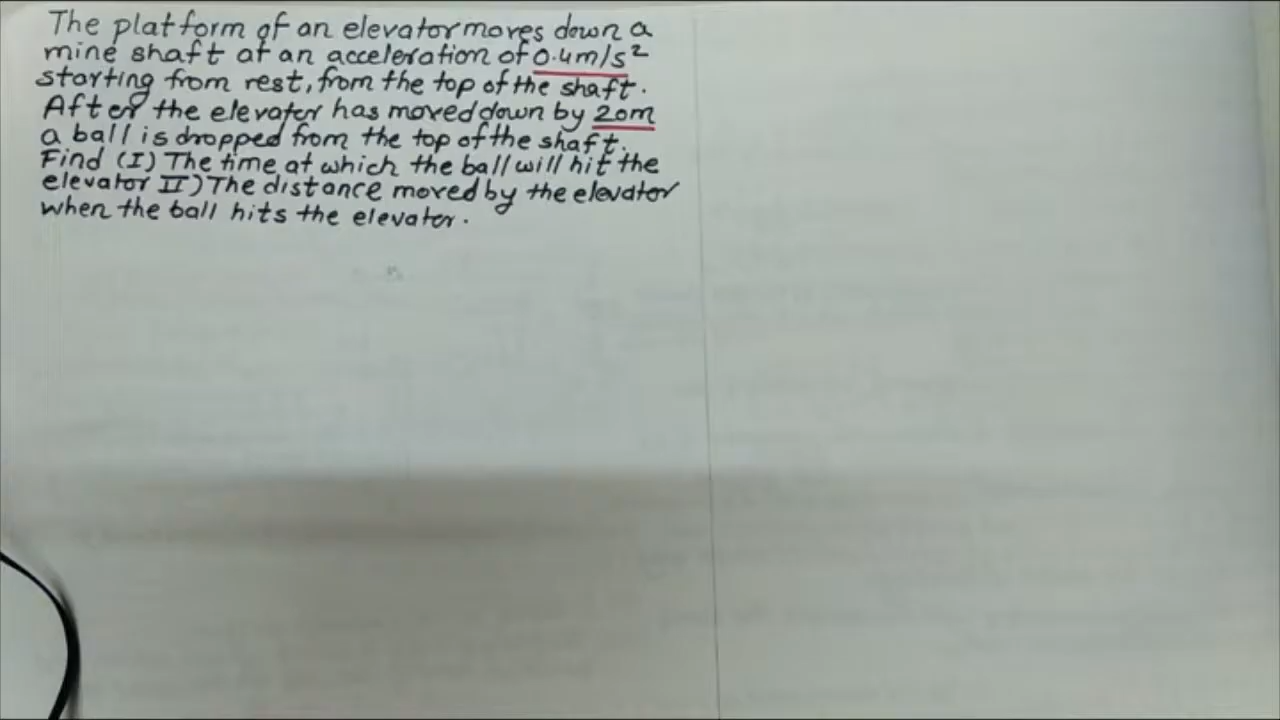 The platform of an elevator moves down a
mine shaft at an acceleration of 0.4m/s²
starting from rest, from the top of the shaft.
After the elevator has moved down by 20m
a ball is dropped from the top of the shaft.
Find (I) The time at which the ball will hit the
elevator II) The distance moved by the elevator
when the ball hits the elevator.